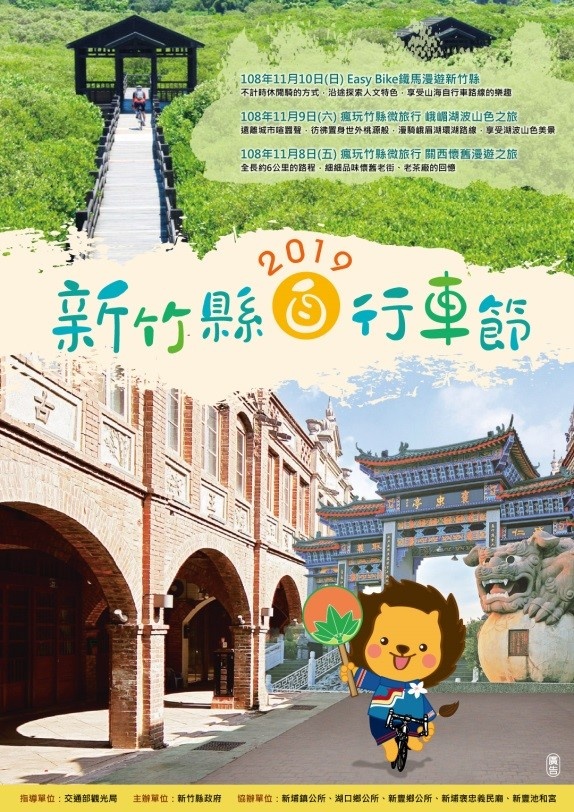 108年11月10日(日) Easy Bike鐵馬漫遊新竹縣
不計時休閒騎的方式，沿途探索人文特色，享受山海自行車路線的樂趣
108年11月9日(六) 瘋玩竹縣微旅行 峨嵋湖波山色之旅
遠離城市喧囂聲，彷彿置身世外桃源般，漫騎峨眉湖環湖路線，享受湖波山色美景
108年11月8日(五) 瘋玩竹縣微旅行 關西懷舊漫遊之旅
全長約6公里的路程，細細品味懷舊老街、老茶廠的回憶
2019
新竹縣自行車節
古
亭忠褒
廣告
指導單位：交通部觀光局 主辦單位：新竹縣政府 協辦單位：新埔鎮公所、湖口鄉公所、新豐鄉公所、新埔褒忠義民廟、新豐池和宮